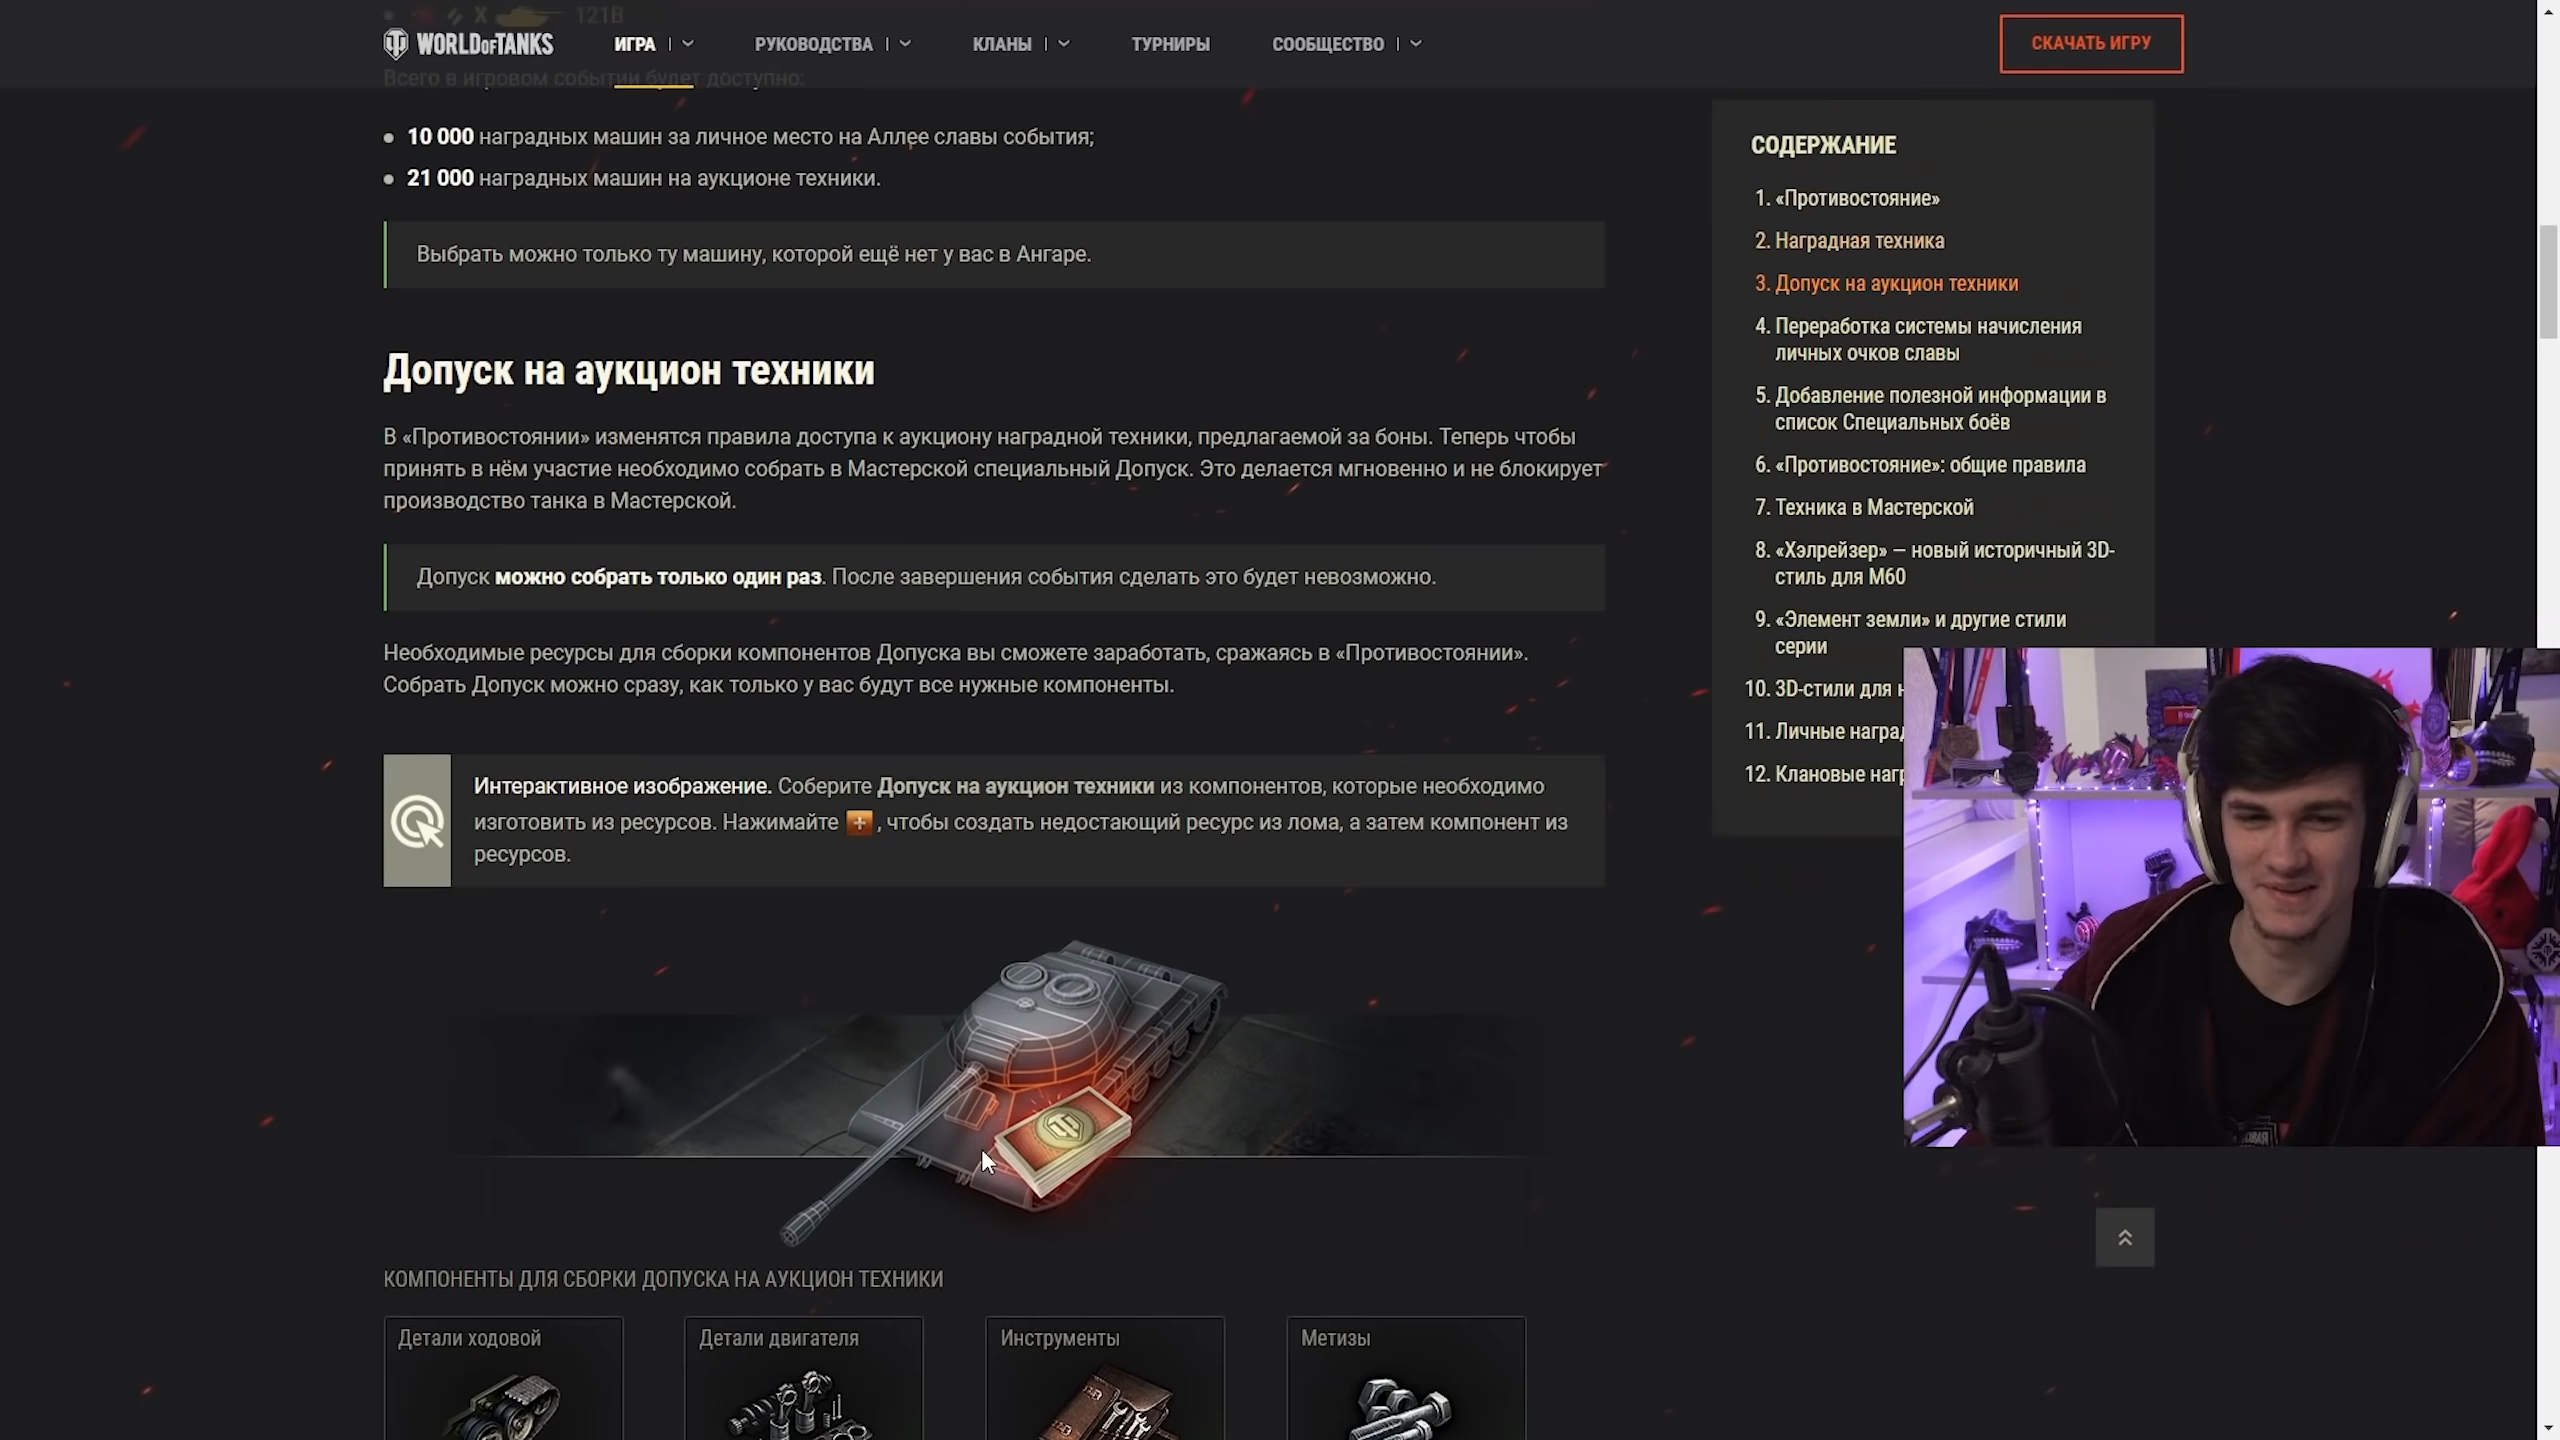 X 121B
WORLD OF TANKS
ИГРА
РУКОВОДСТВА
КЛАНЫ
ТУРНИРЫ
СООБЩЕСТВО
СКАЧАТЬ ИГРУ
Всего в игровом событии будет доступно:
10 000 наградных машин за личное место на Аллее славы события;
21 000 наградных машин на аукционе техники.
Выбрать можно только ту машину, которой ещё нет у вас в Ангаре.
Допуск на аукцион техники
В «Противостоянии» изменятся правила доступа к аукциону наградной техники, предлагаемой за боны. Теперь чтобы
принять в нём участие необходимо собрать в Мастерской специальный Допуск. Это делается мгновенно и не блокирует
производство танка в Мастерской.
Допуск можно собрать только один раз. После завершения события сделать это будет невозможно.
Необходимые ресурсы для сборки компонентов Допуска вы сможете заработать, сражаясь в «Противостоянии».
Собрать Допуск можно сразу, как только у вас будут все нужные компоненты.
Интерактивное изображение. Соберите Допуск на аукцион техники из компонентов, которые необходимо
изготовить из ресурсов. Нажимайте +, чтобы создать недостающий ресурс из лома, а затем компонент из
ресурсов.
КОМПОНЕНТЫ ДЛЯ СБОРКИ ДОПУСКА НА АУКЦИОН ТЕХНИКИ
Детали ходовой
Детали двигателя
Инструменты
Метизы
СОДЕРЖАНИЕ
1. «Противостояние»
2. Наградная техника
3. Допуск на аукцион техники
4. Переработка системы начисления
личных очков славы
5. Добавление полезной информации в
список Специальных боёв
6. «Противостояние»: общие правила
7. Техника в Мастерской
8. «Хэлрейзер» — новый историчный 3D-
стиль для M60
9. «Элемент земли» и другие стили
серии
10. 3D-стили для
11. Личные
12. Клановые